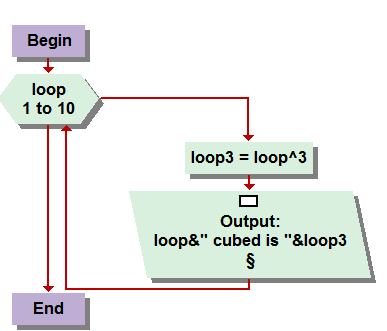 Begin
loop
1 to 10
loop3 = loop^3
Output:
loop&" cubed is "&loop3
§
End